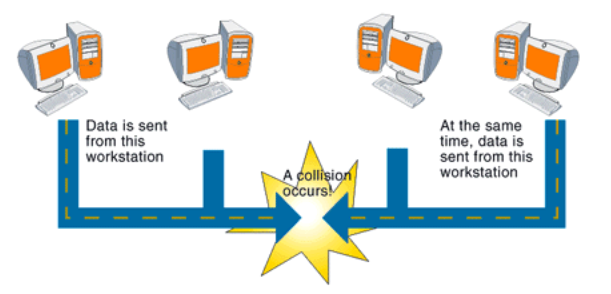 Data is sent
from this
workstation
At the same
time, data is
sent from this
workstation
A collision
occurs!